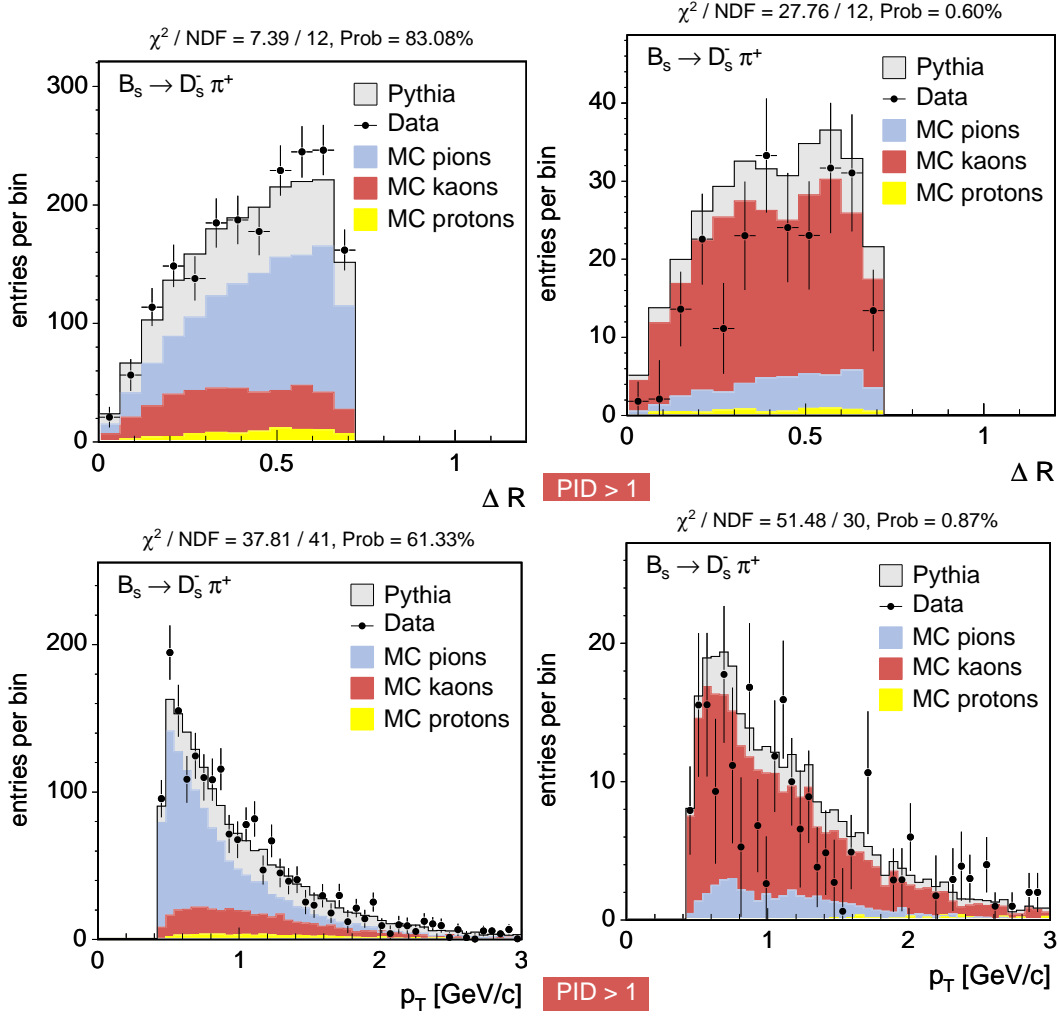 χ² / NDF = 7.39 / 12, Prob = 83.08%
B_s → D_s^- π^+
Pythia
Data
MC pions
MC kaons
MC protons
entries per bin
300
200
100
0
0 0.5 1
Δ R
χ² / NDF = 27.76 / 12, Prob = 0.60%
B_s → D_s^- π^+
Pythia
Data
MC pions
MC kaons
MC protons
entries per bin
40
30
20
10
0
0 0.5 1
Δ R
PID > 1
χ² / NDF = 37.81 / 41, Prob = 61.33%
B_s → D_s^- π^+
Pythia
Data
MC pions
MC kaons
MC protons
entries per bin
200
100
0
0 1 2 3
p_T [GeV/c]
χ² / NDF = 51.48 / 30, Prob = 0.87%
B_s → D_s^- π^+
Pythia
Data
MC pions
MC kaons
MC protons
entries per bin
20
10
0
0 1 2 3
p_T [GeV/c]
PID > 1